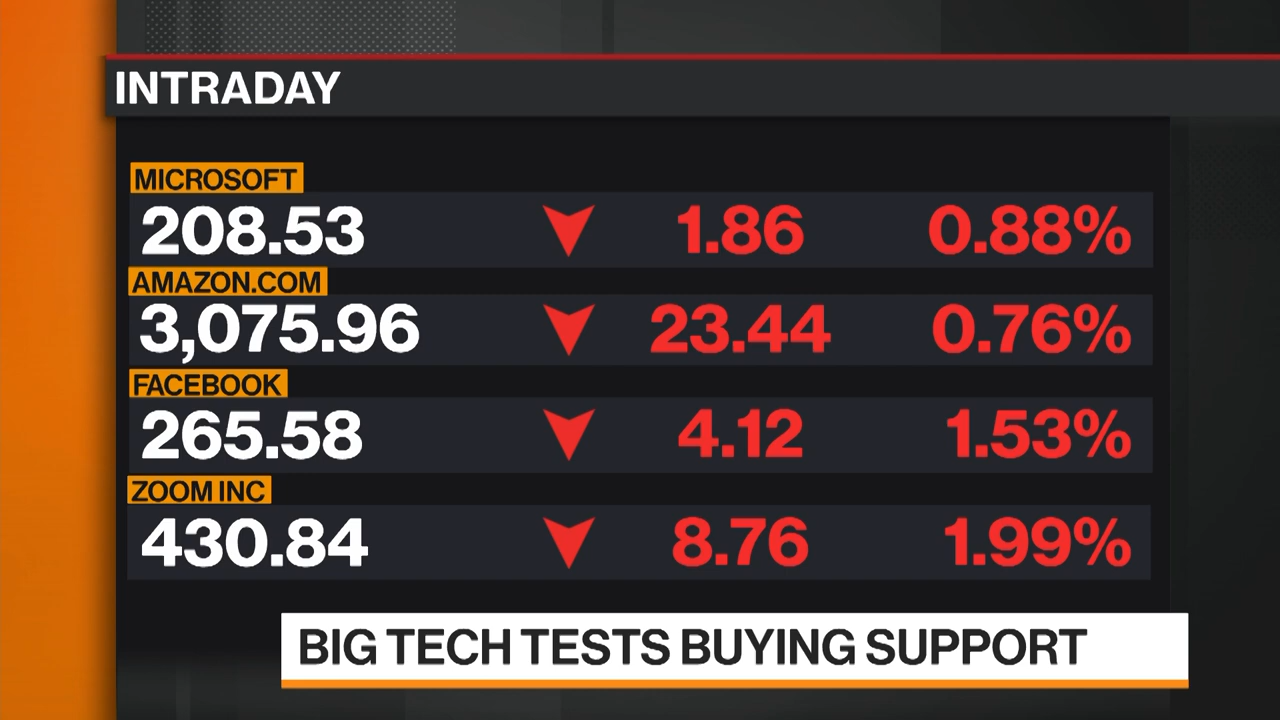 INTRADAY
MICROSOFT
208.53 1.86 0.88%
AMAZON.COM
3,075.96 23.44 0.76%
FACEBOOK
265.58 4.12 1.53%
ZOOM INC
430.84 8.76 1.99%
BIG TECH TESTS BUYING SUPPORT